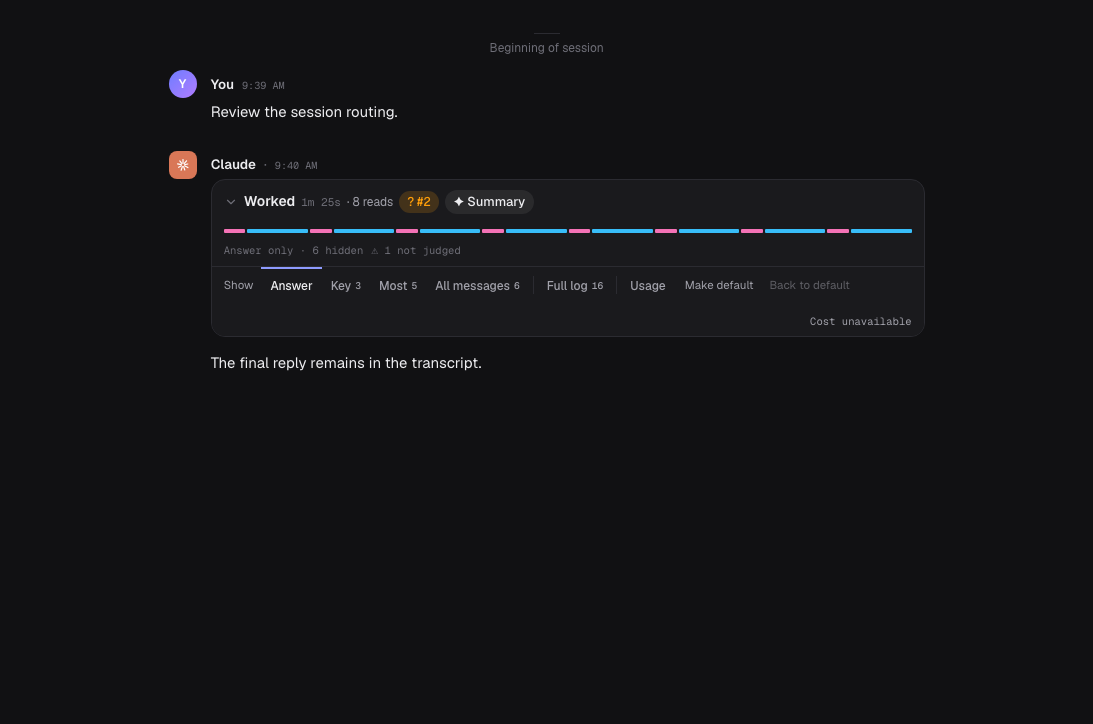 Beginning of session
Y You 9:39 AM
Review the session routing.
Claude · 9:40 AM
Worked 1m 25s · 8 reads ? #2 ✦ Summary
Answer only · 6 hidden ⚠ 1 not judged
Show Answer Key 3 Most 5 All messages 6 Full log 16 Usage Make default Back to default
Cost unavailable
The final reply remains in the transcript.